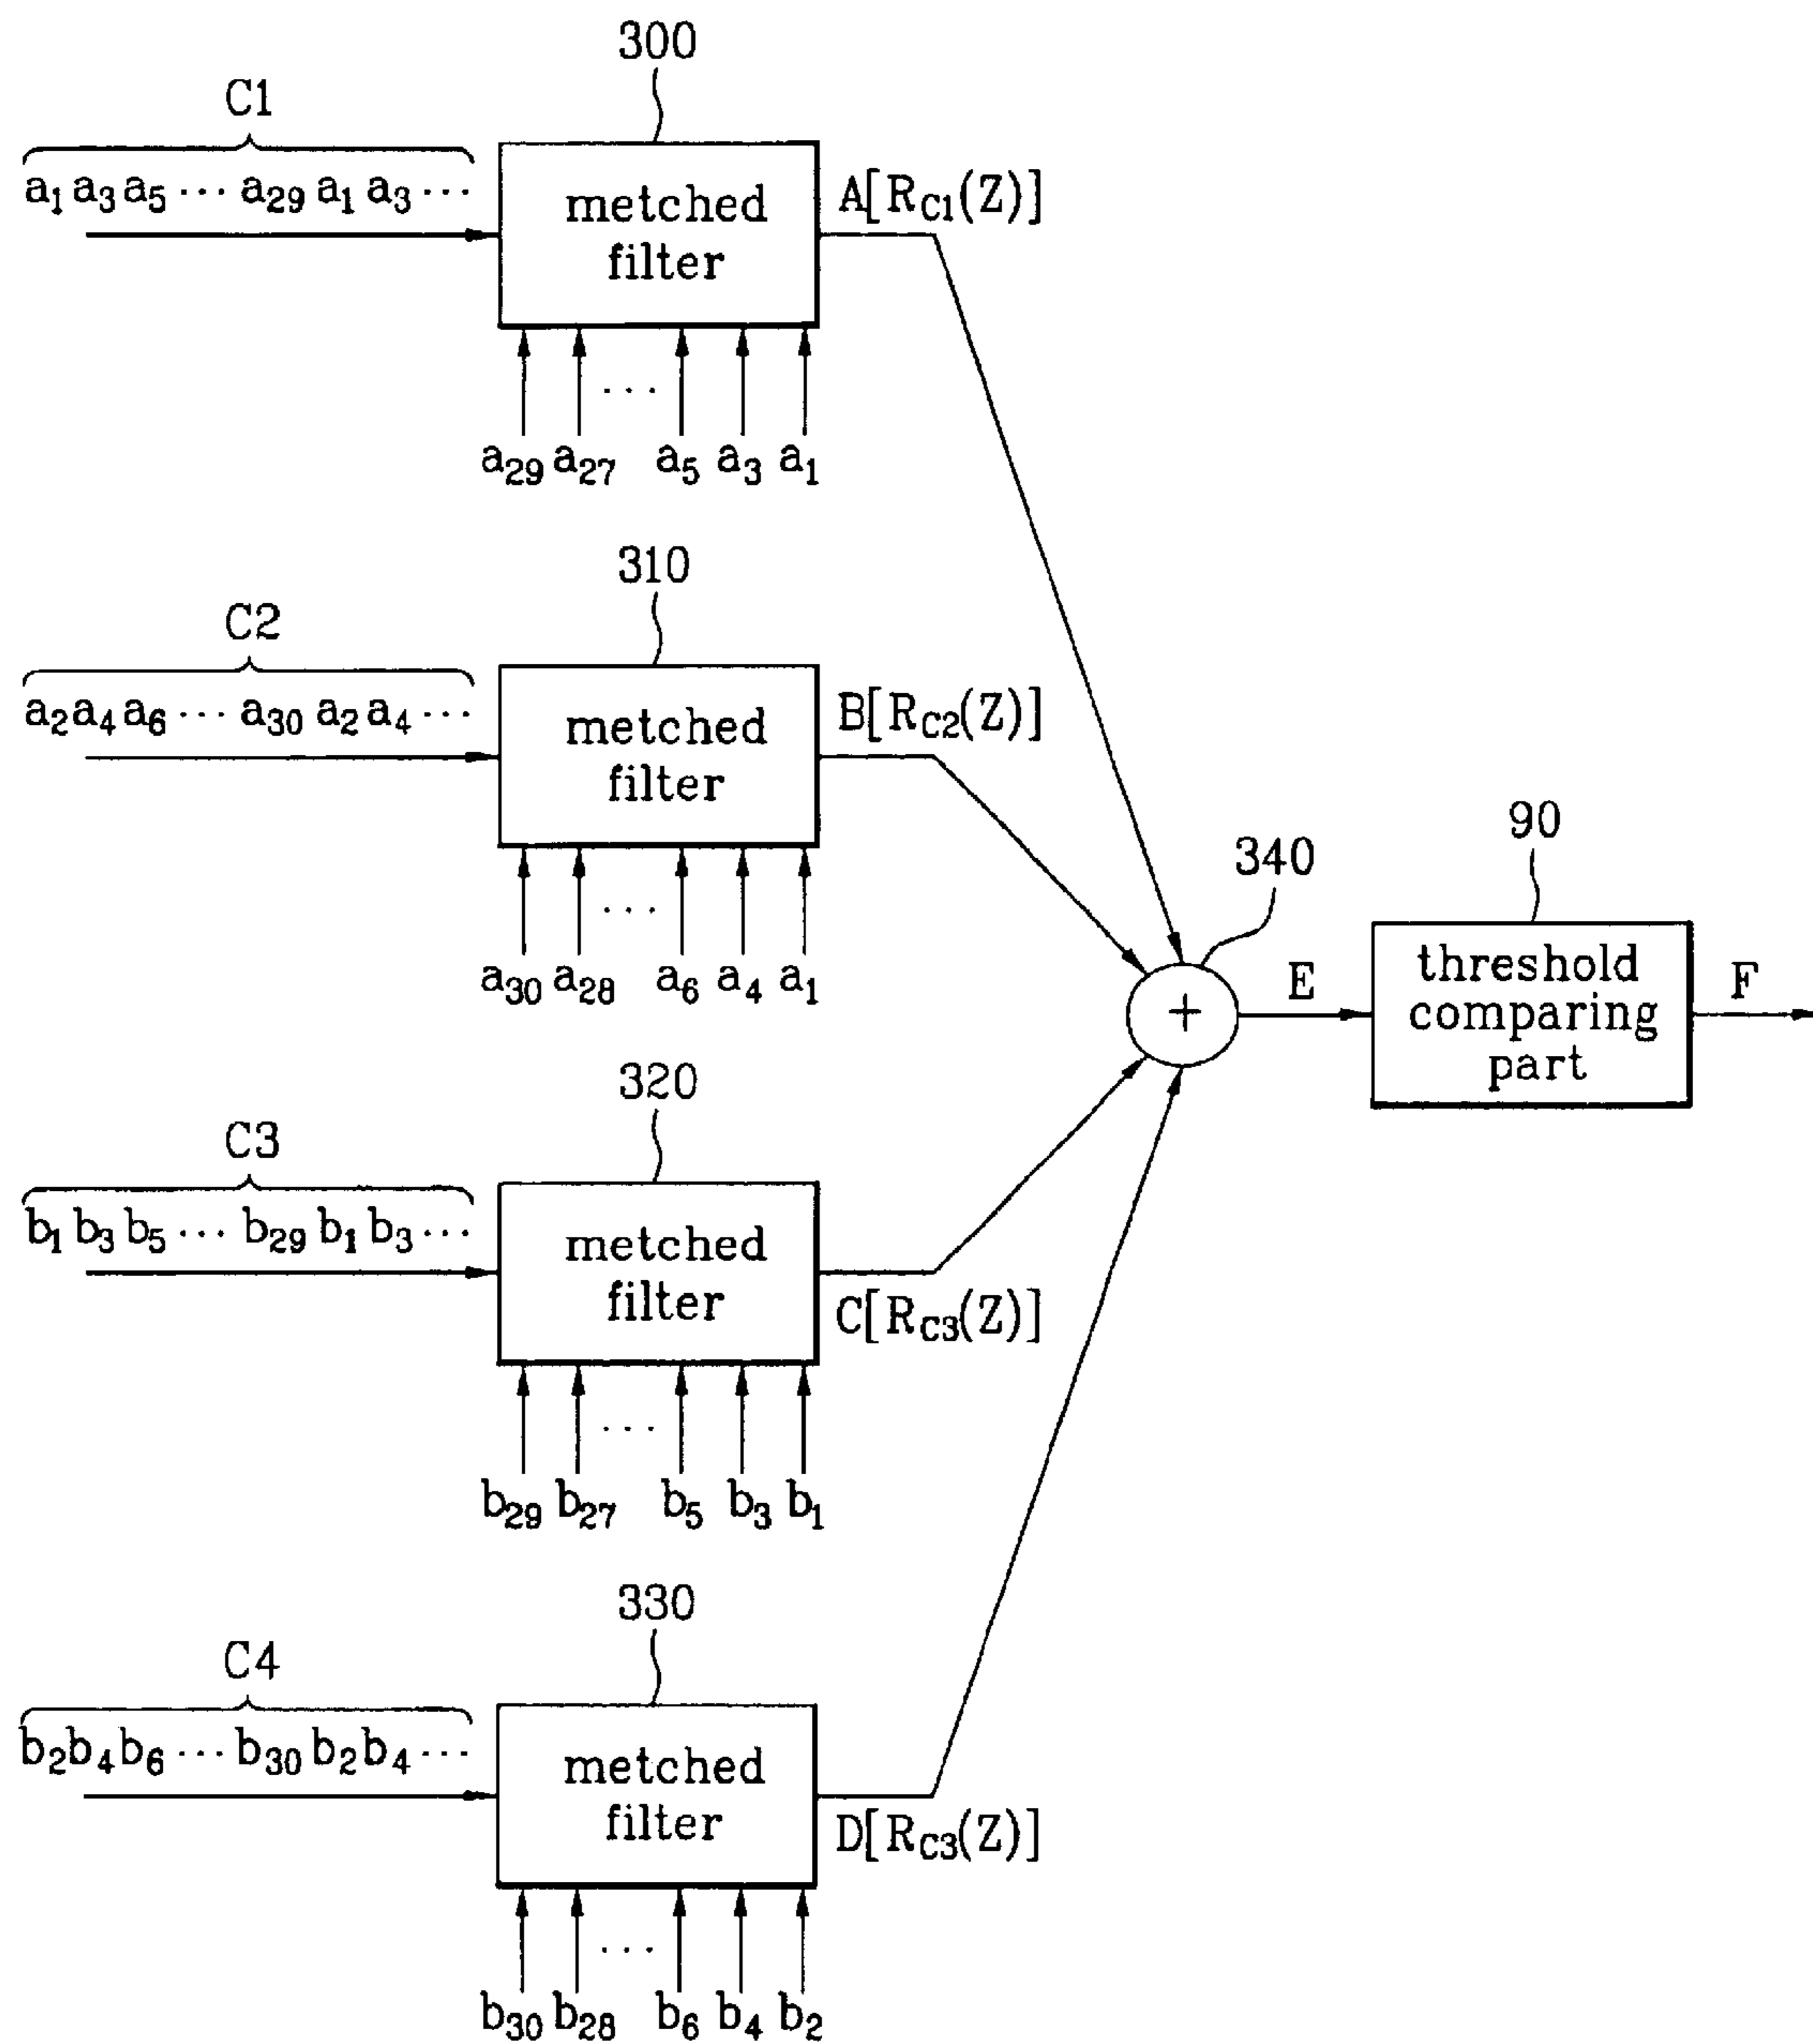 300
C1
a1 a3 a5 ··· a29 a1 a3 ···
metched
filter
A[RC1(Z)]
a29 a27 ··· a5 a3 a1
310
C2
a2 a4 a6 ··· a30 a2 a4 ···
metched
filter
B[RC2(Z)]
a30 a28 ··· a6 a4 a1
340
+
E
90
threshold
comparing
part
F
320
C3
b1 b3 b5 ··· b29 b1 b3 ···
metched
filter
C[RC3(Z)]
b29 b27 ··· b5 b3 b1
330
C4
b2 b4 b6 ··· b30 b2 b4 ···
metched
filter
D[RC3(Z)]
b30 b28 ··· b6 b4 b2